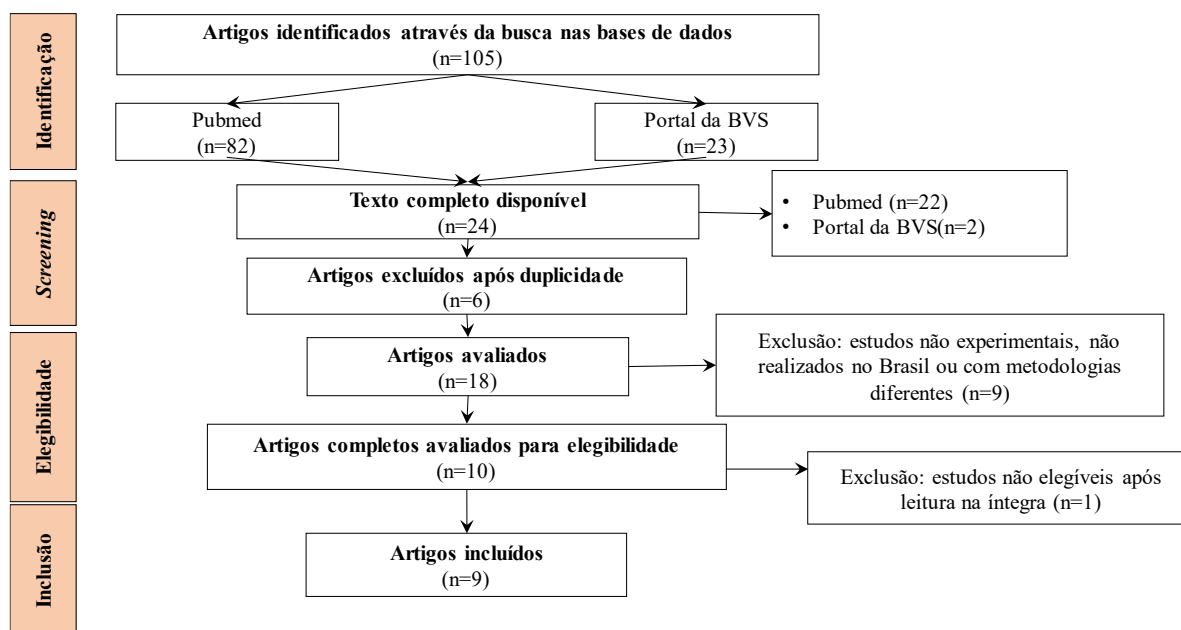 Identificação
Artigos identificados através da busca nas bases de dados
(n=105)
Pubmed
(n=82)
Portal da BVS
(n=23)
Screening
Texto completo disponível
(n=24)
• Pubmed (n=22)
• Portal da BVS(n=2)
Artigos excluídos após duplicidade
(n=6)
Elegibilidade
Artigos avaliados
(n=18)
Exclusão: estudos não experimentais, não
realizados no Brasil ou com metodologias
diferentes (n=9)
Artigos completos avaliados para elegibilidade
(n=10)
Exclusão: estudos não elegíveis após
leitura na íntegra (n=1)
Inclusão
Artigos incluídos
(n=9)